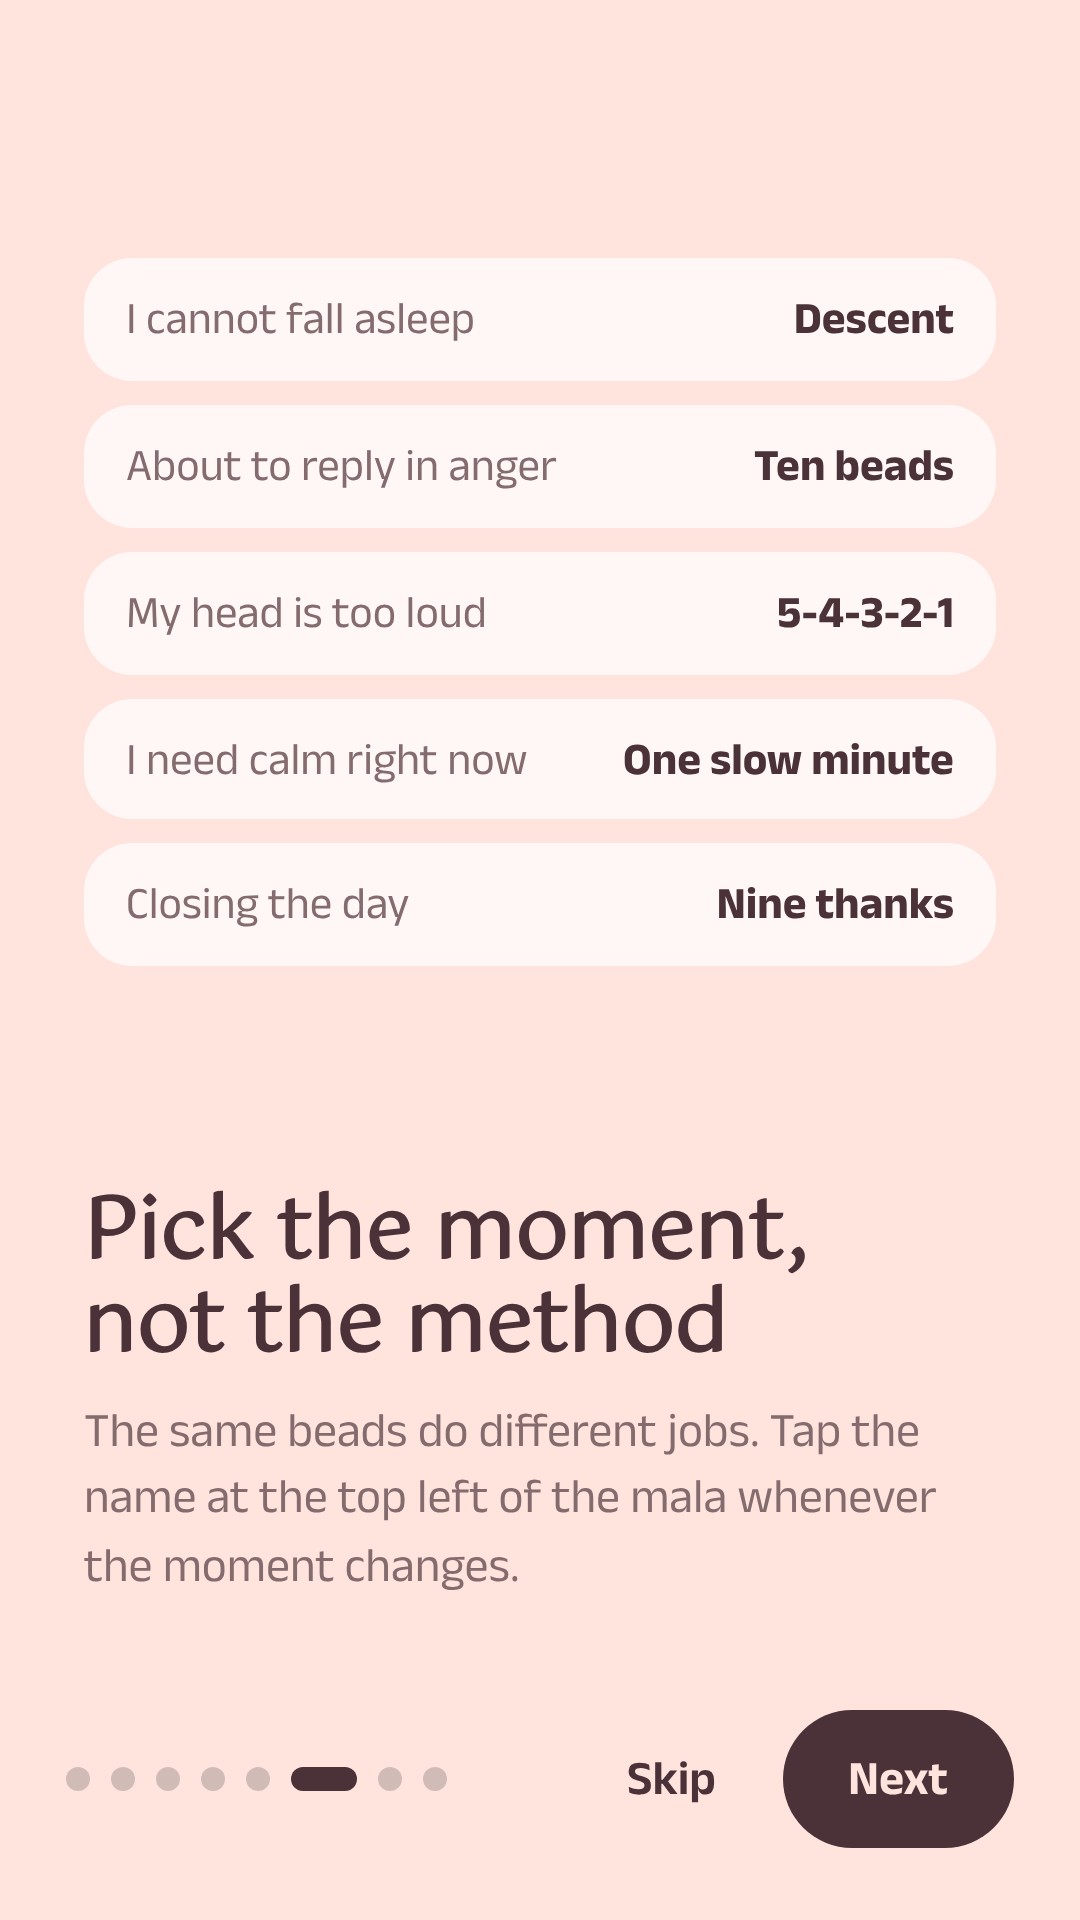 I cannot fall asleep Descent
About to reply in anger Ten beads
My head is too loud 5-4-3-2-1
I need calm right now One slow minute
Closing the day Nine thanks
Pick the moment,
not the method
The same beads do different jobs. Tap the
name at the top left of the mala whenever
the moment changes.
Skip Next